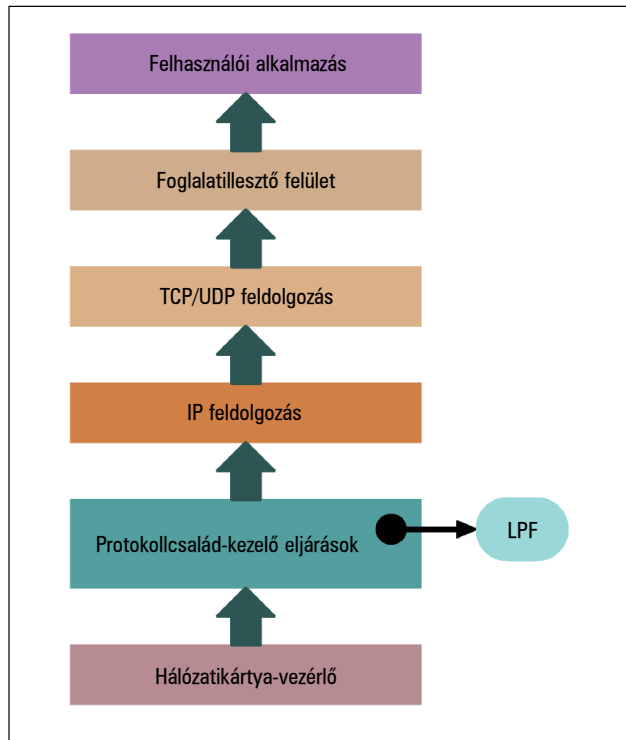 Felhasználói alkalmazás
Foglalatillesztő felület
TCP/UDP feldolgozás
IP feldolgozás
Protokollcsalád-kezelő eljárások
LPF
Hálózatikártya-vezérlő